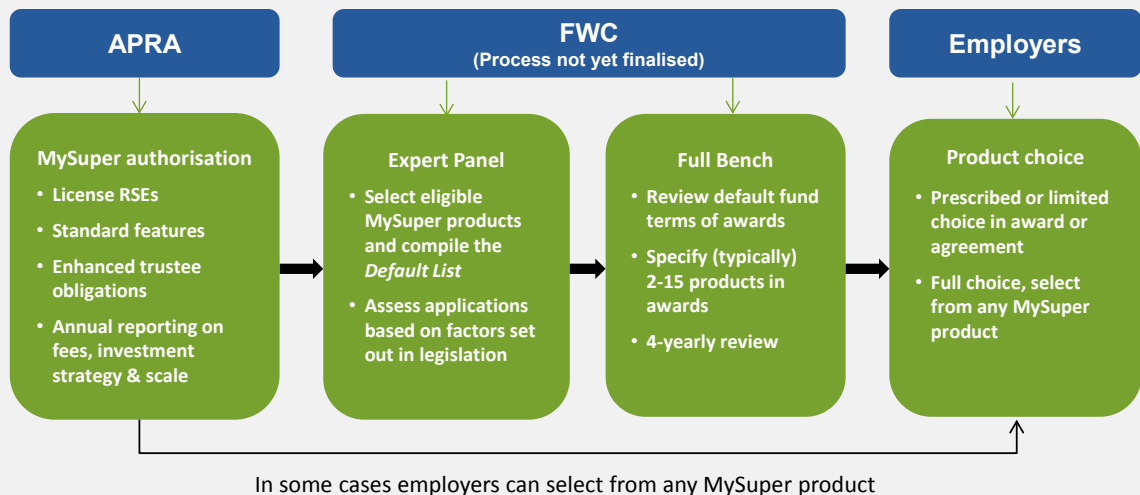 APRA
FWC
(Process not yet finalised)
Employers
MySuper authorisation
• License RSEs
• Standard features
• Enhanced trustee
obligations
• Annual reporting on
fees, investment
strategy & scale
Expert Panel
• Select eligible
MySuper products
and compile the
Default List
• Assess applications
based on factors set
out in legislation
Full Bench
• Review default fund
terms of awards
• Specify (typically)
2-15 products in
awards
• 4-yearly review
Product choice
• Prescribed or limited
choice in award or
agreement
• Full choice, select
from any MySuper
product
In some cases employers can select from any MySuper product